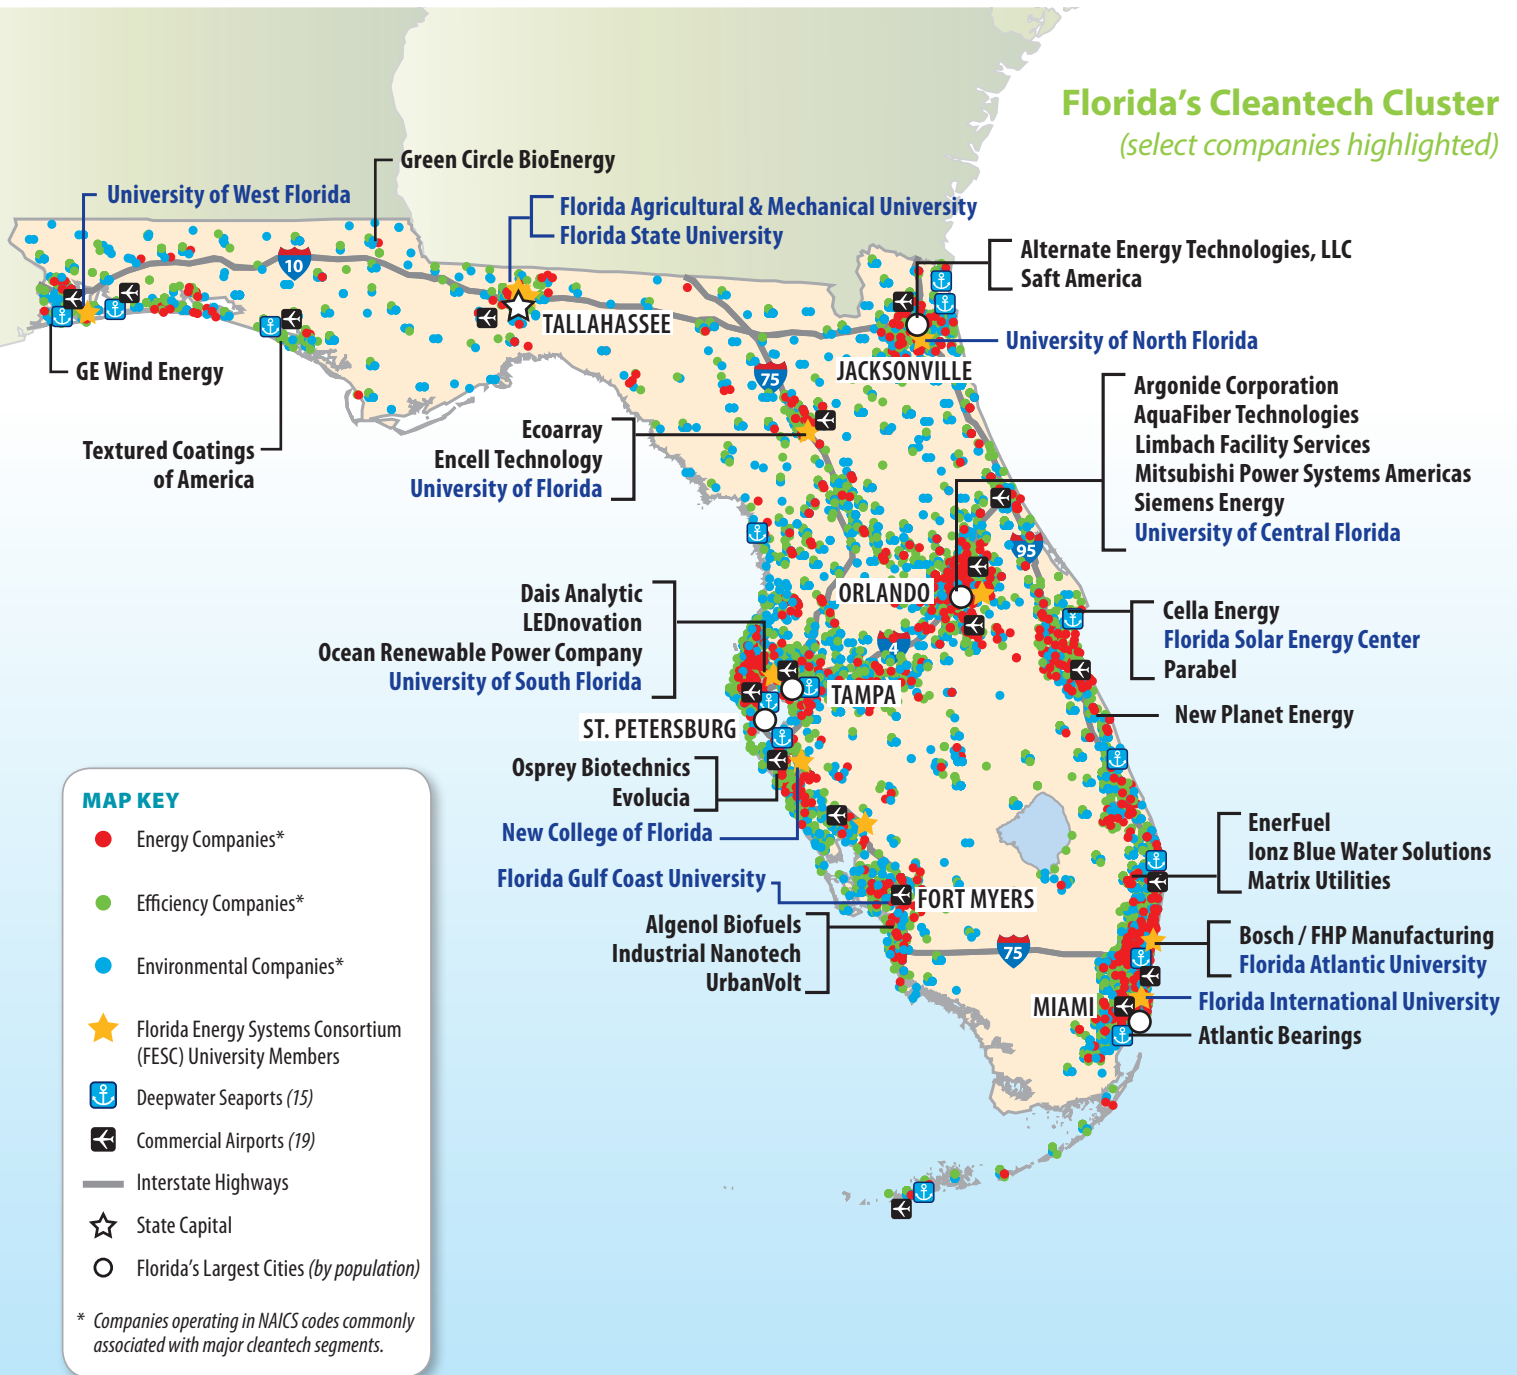 Florida's Cleantech Cluster
(select companies highlighted)
Green Circle BioEnergy
University of West Florida
Florida Agricultural & Mechanical University
Florida State University
Alternate Energy Technologies, LLC
Saft America
10
TALLAHASSEE
University of North Florida
GE Wind Energy
JACKSONVILLE
75
Argonide Corporation
AquaFiber Technologies
Limbach Facility Services
Mitsubishi Power Systems Americas
Siemens Energy
University of Central Florida
Textured Coatings
of America
Ecoarray
Encell Technology
University of Florida
95
ORLANDO
Dais Analytic
LEDnovation
Ocean Renewable Power Company
University of South Florida
Cella Energy
Florida Solar Energy Center
Parabel
4
TAMPA
New Planet Energy
ST. PETERSBURG
Osprey Biotechnics
Evolucia
New College of Florida
EnerFuel
Ionz Blue Water Solutions
Matrix Utilities
Florida Gulf Coast University
FORT MYERS
Algenol Biofuels
Industrial Nanotech
UrbanVolt
75
Bosch / FHP Manufacturing
Florida Atlantic University
MIAMI
Florida International University
Atlantic Bearings
MAP KEY
Energy Companies*
Efficiency Companies*
Environmental Companies*
Florida Energy Systems Consortium
(FESC) University Members
Deepwater Seaports (15)
Commercial Airports (19)
Interstate Highways
State Capital
Florida's Largest Cities (by population)
* Companies operating in NAICS codes commonly
associated with major cleantech segments.